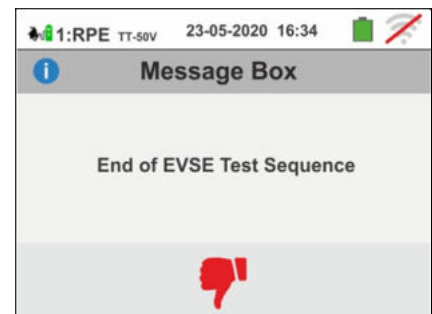 1:RPE TT-50V 23-05-2020 16:34
i Message Box
End of EVSE Test Sequence